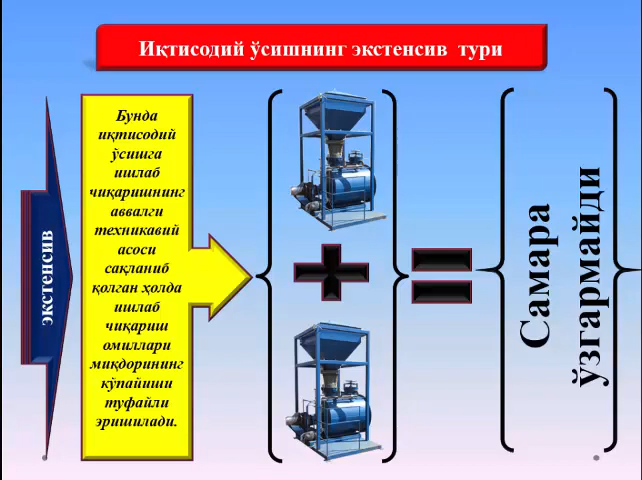 Иқтисодий ўсишнинг экстенсив тури
экстенсив
Бунда
иқтисодий
ўсишга
ишлаб
чиқаришнинг
аввалги
техникавий
асоси
сақланиб
қолган ҳолда
ишлаб
чиқариш
омиллари
миқдорининг
кўпайиши
туфайли
эришилади.
Самара
ўзгармайди